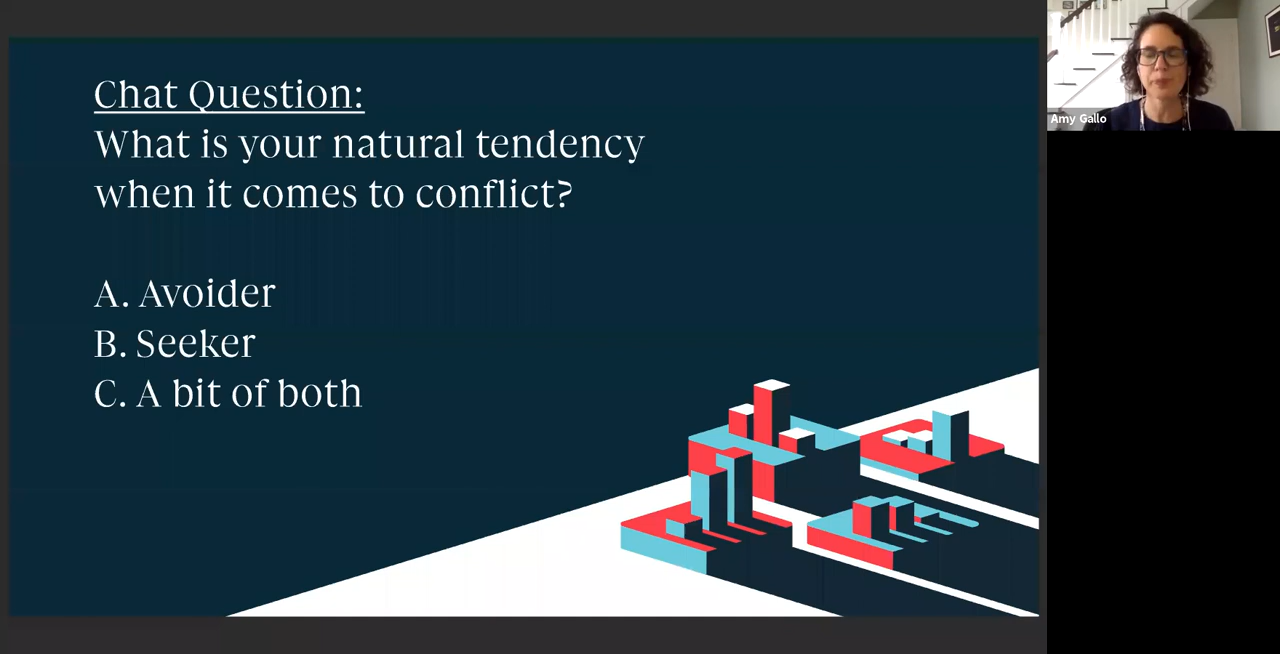 Chat Question:
What is your natural tendency
when it comes to conflict?
A. Avoider
B. Seeker
C. A bit of both
Amy Gallo